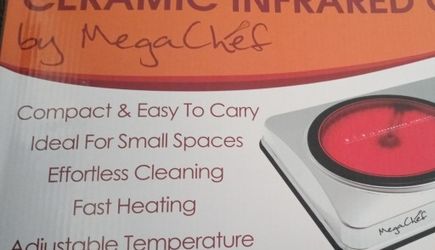 CERAMIC INFRARED
by MegaChef
Compact & Easy To Carry
Ideal For Small Spaces
Effortless Cleaning
Fast Heating
Adjustable Temperature
MegaChef